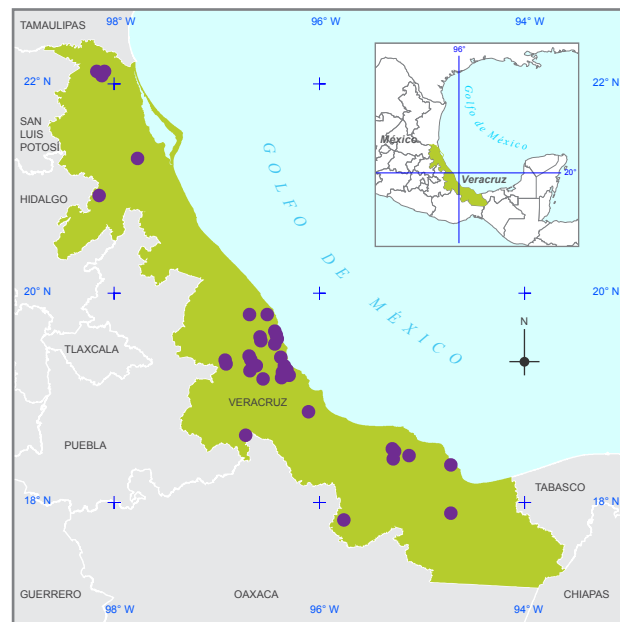 98° W
96° W
94° W
TAMAULIPAS
22° N
22° N
96°
Golfo de México
México
Veracruz
20°
SAN
LUIS
POTOSÍ
HIDALGO
GOLFO DE MÉXICO
20° N
20° N
N
TLAXCALA
VERACRUZ
PUEBLA
TABASCO
18° N
18° N
GUERRERO
OAXACA
CHIAPAS
98° W
96° W
94° W